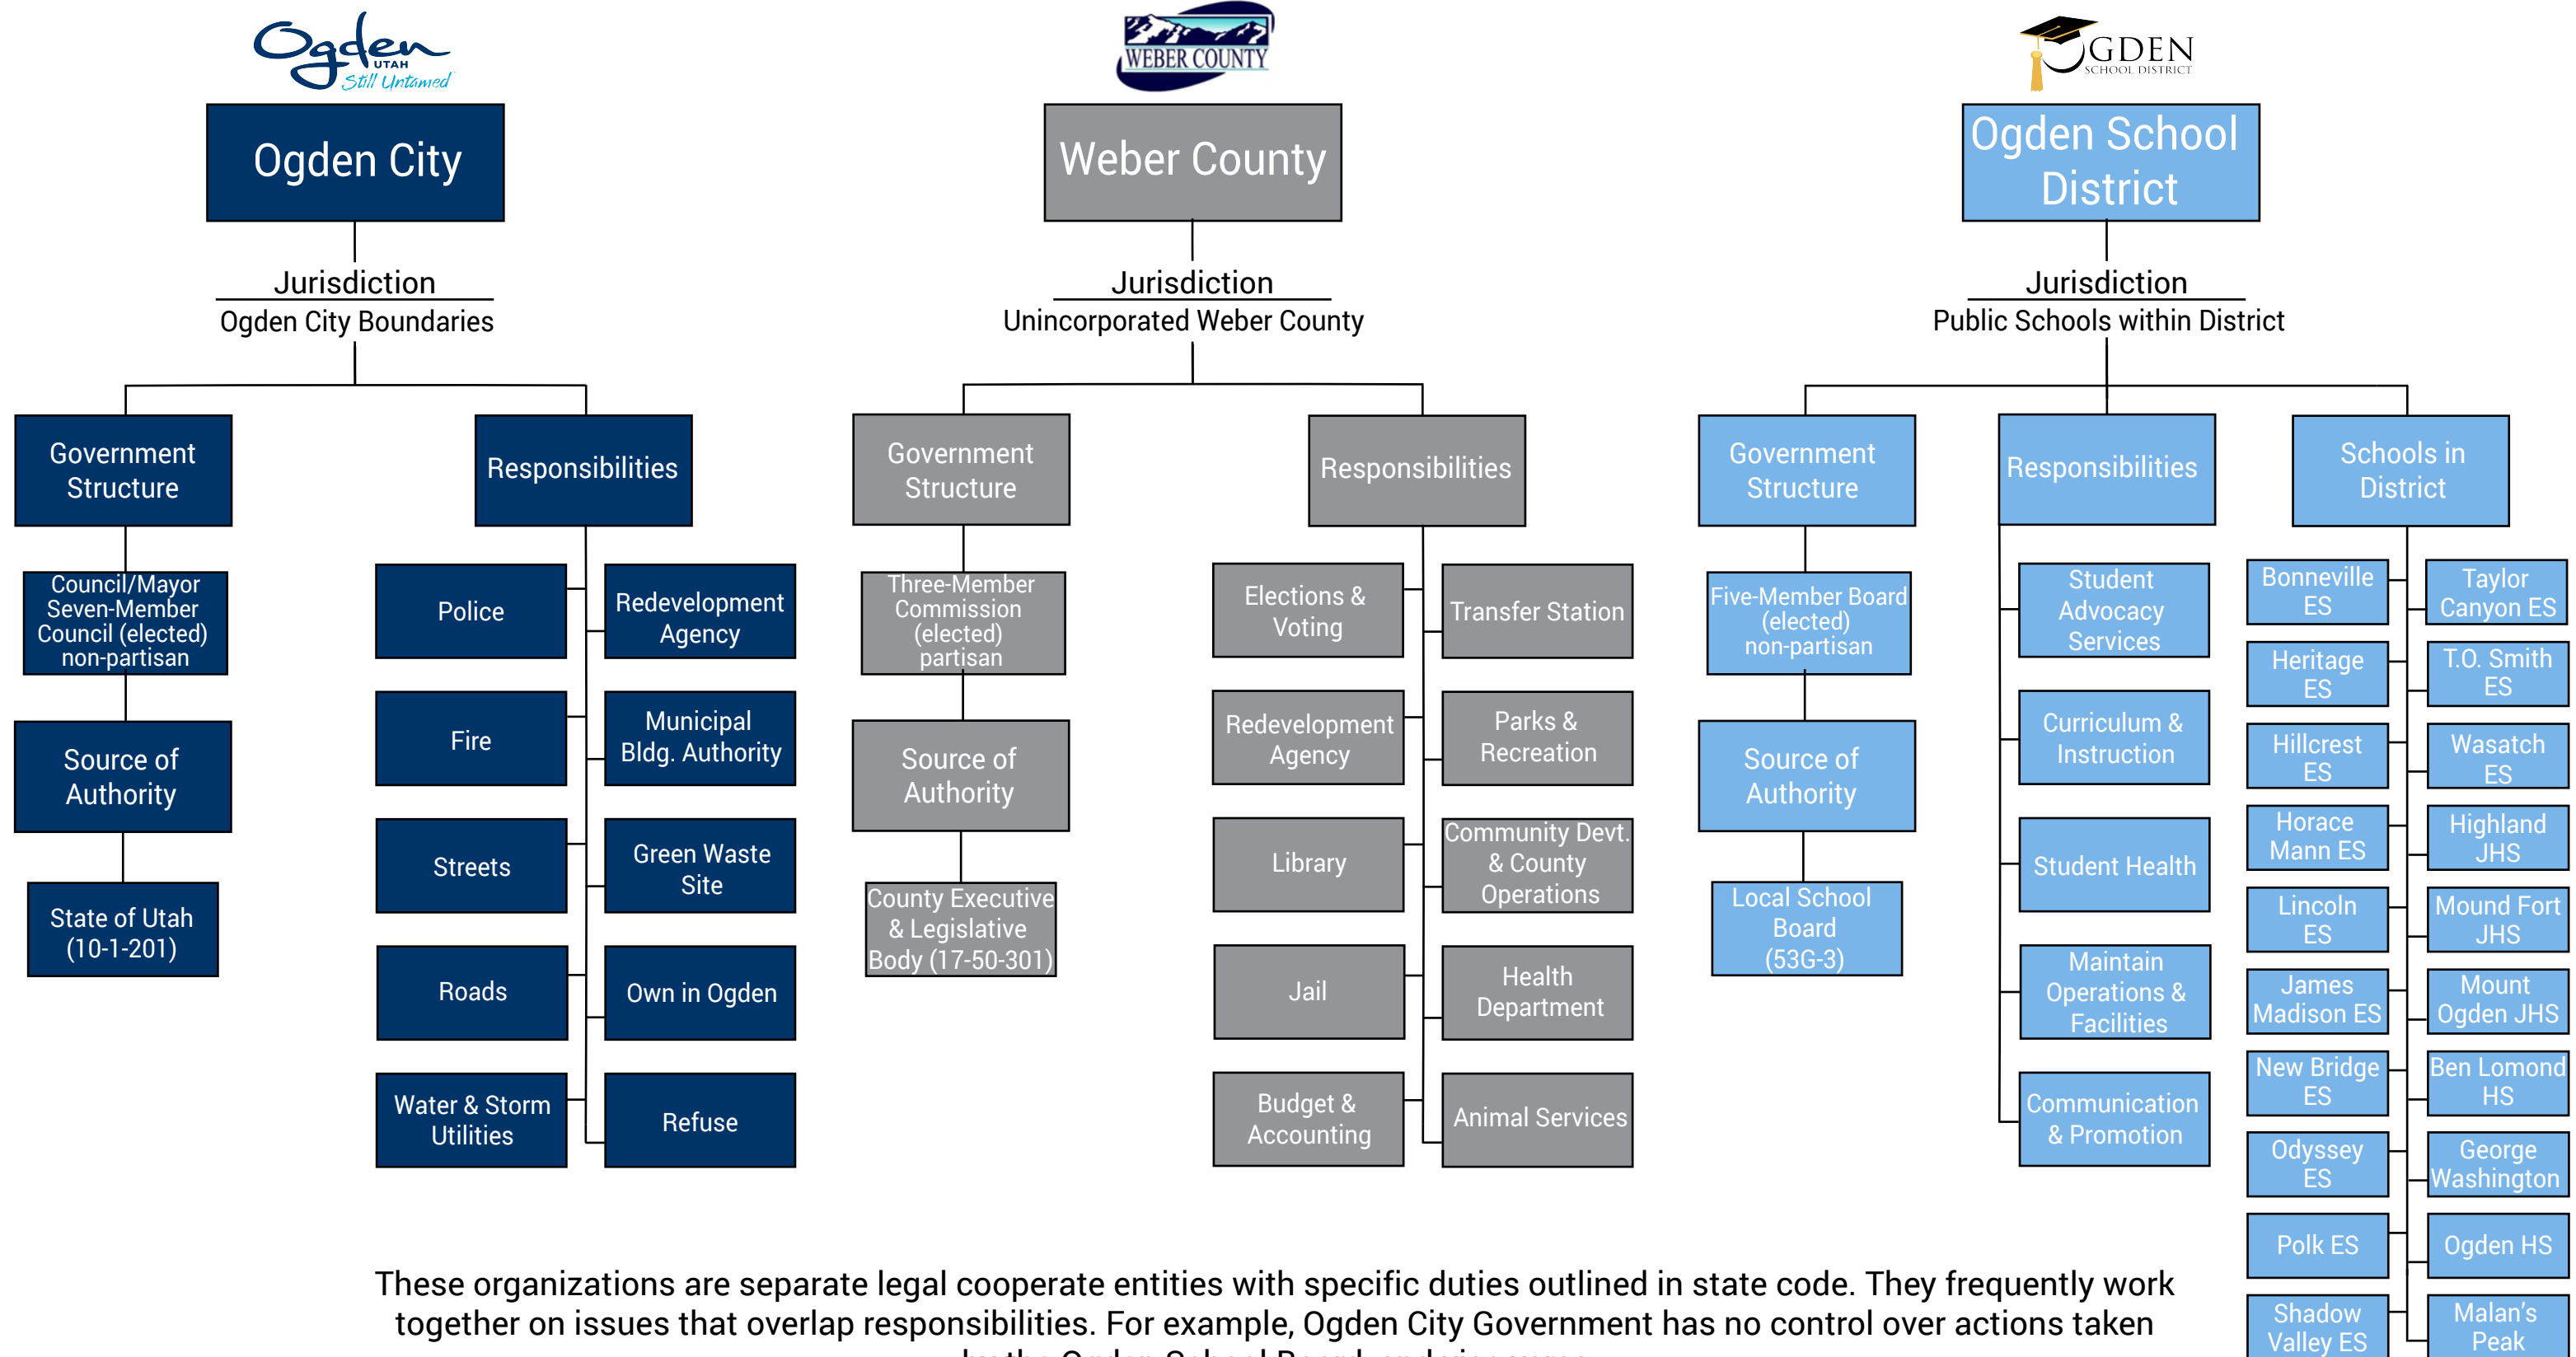 Ogden
UTAH
Still Untamed
WEBER COUNTY
OGDEN
SCHOOL DISTRICT
Ogden City
Weber County
Ogden School
District
Jurisdiction
Ogden City Boundaries
Jurisdiction
Unincorporated Weber County
Jurisdiction
Public Schools within District
Government
Structure
Council/Mayor
Seven-Member
Council (elected)
non-partisan
Source of
Authority
State of Utah
(10-1-201)
Responsibilities
Police
Redevelopment
Agency
Fire
Municipal
Bldg. Authority
Streets
Green Waste
Site
Roads
Own in Ogden
Water & Storm
Utilities
Refuse
Government
Structure
Three-Member
Commission
(elected)
partisan
Source of
Authority
County Executive
& Legislative
Body (17-50-301)
Responsibilities
Elections &
Voting
Transfer Station
Redevelopment
Agency
Parks &
Recreation
Library
Community Devt.
& County
Operations
Jail
Health
Department
Budget &
Accounting
Animal Services
Government
Structure
Five-Member Board
(elected)
non-partisan
Source of
Authority
Local School
Board
(53G-3)
Responsibilities
Student
Advocacy
Services
Curriculum &
Instruction
Student Health
Maintain
Operations &
Facilities
Communication
& Promotion
Schools in
District
Bonneville
ES
Taylor
Canyon ES
Heritage
ES
T.O. Smith
ES
Hillcrest
ES
Wasatch
ES
Horace
Mann ES
Highland
JHS
Lincoln
ES
Mound Fort
JHS
James
Madison ES
Mount
Ogden JHS
New Bridge
ES
Ben Lomond
HS
Odyssey
ES
George
Washington
Polk ES
Ogden HS
Shadow
Valley ES
Malan's
Peak
These organizations are separate legal cooperate entities with specific duties outlined in state code. They frequently work
together on issues that overlap responsibilities. For example, Ogden City Government has no control over actions taken
by the Ogden School Board, and vice versa.